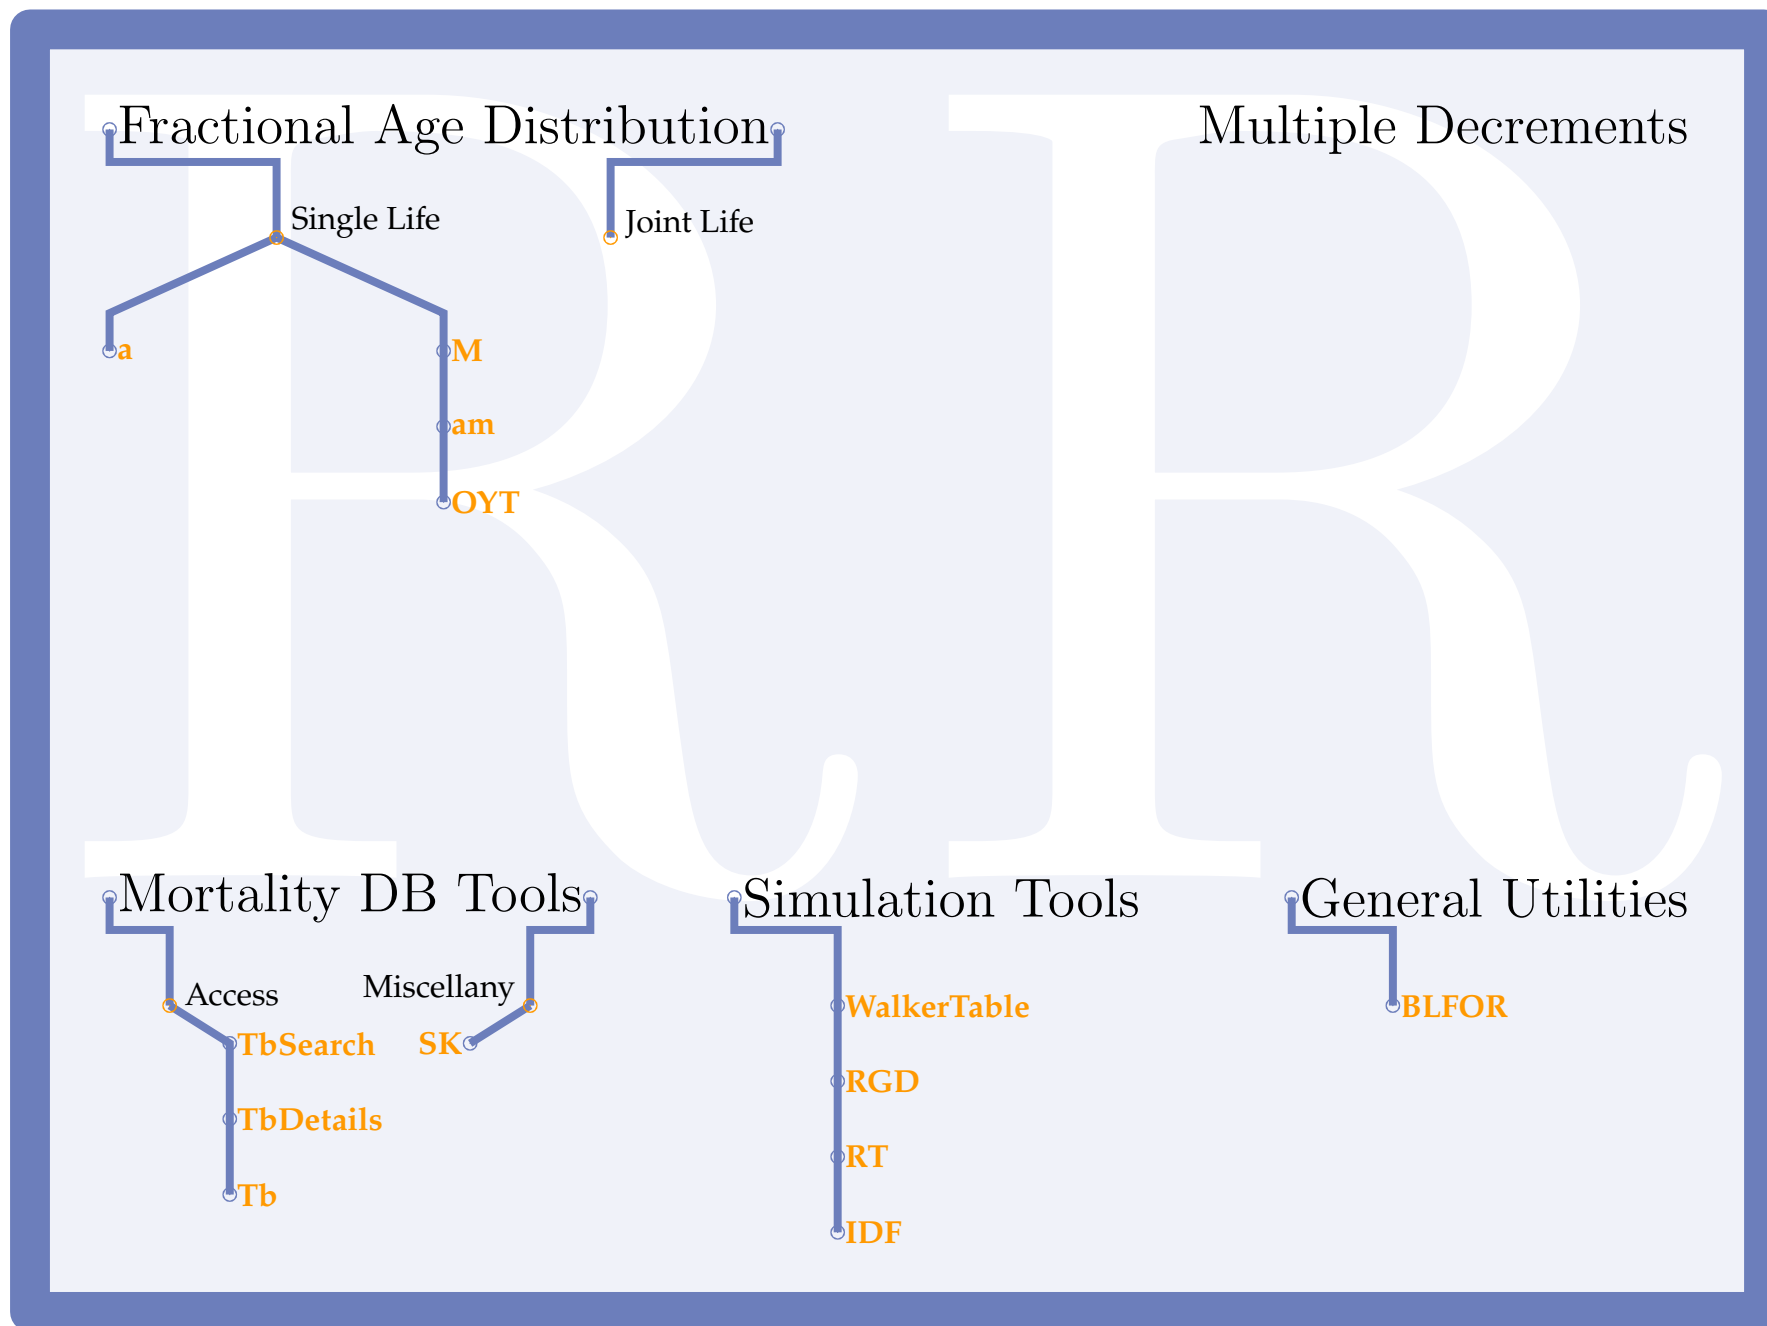 Fractional Age Distribution
Multiple Decrements
Single Life
Joint Life
a
M
am
OYT
R R
Mortality DB Tools
Simulation Tools
General Utilities
Access
Miscellany
TbSearch
SK
TbDetails
Tb
WalkerTable
RGD
RT
IDF
BLFOR